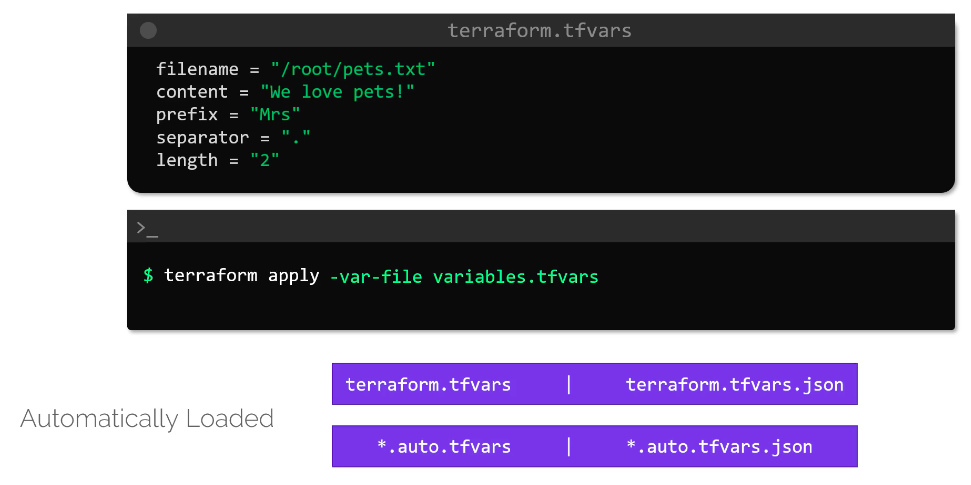 terraform.tfvars
filename = "/root/pets.txt"
content = "We love pets!"
prefix = "Mrs"
separator = "."
length = "2"
>_
$ terraform apply -var-file variables.tfvars
terraform.tfvars | terraform.tfvars.json
Automatically Loaded
*.auto.tfvars | *.auto.tfvars.json